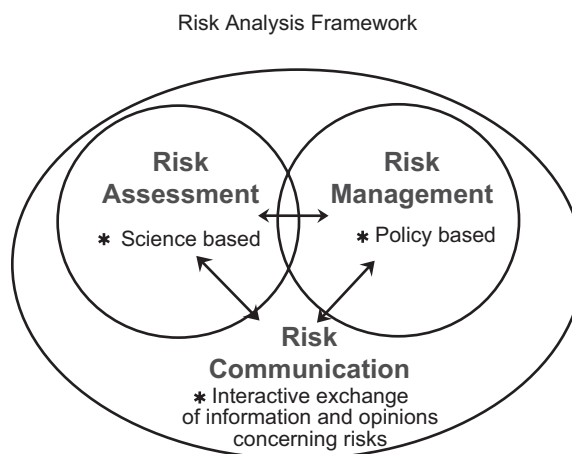 Risk Analysis Framework
Risk
Assessment
* Science based
Risk
Management
* Policy based
Risk
Communication
* Interactive exchange
of information and opinions
concerning risks